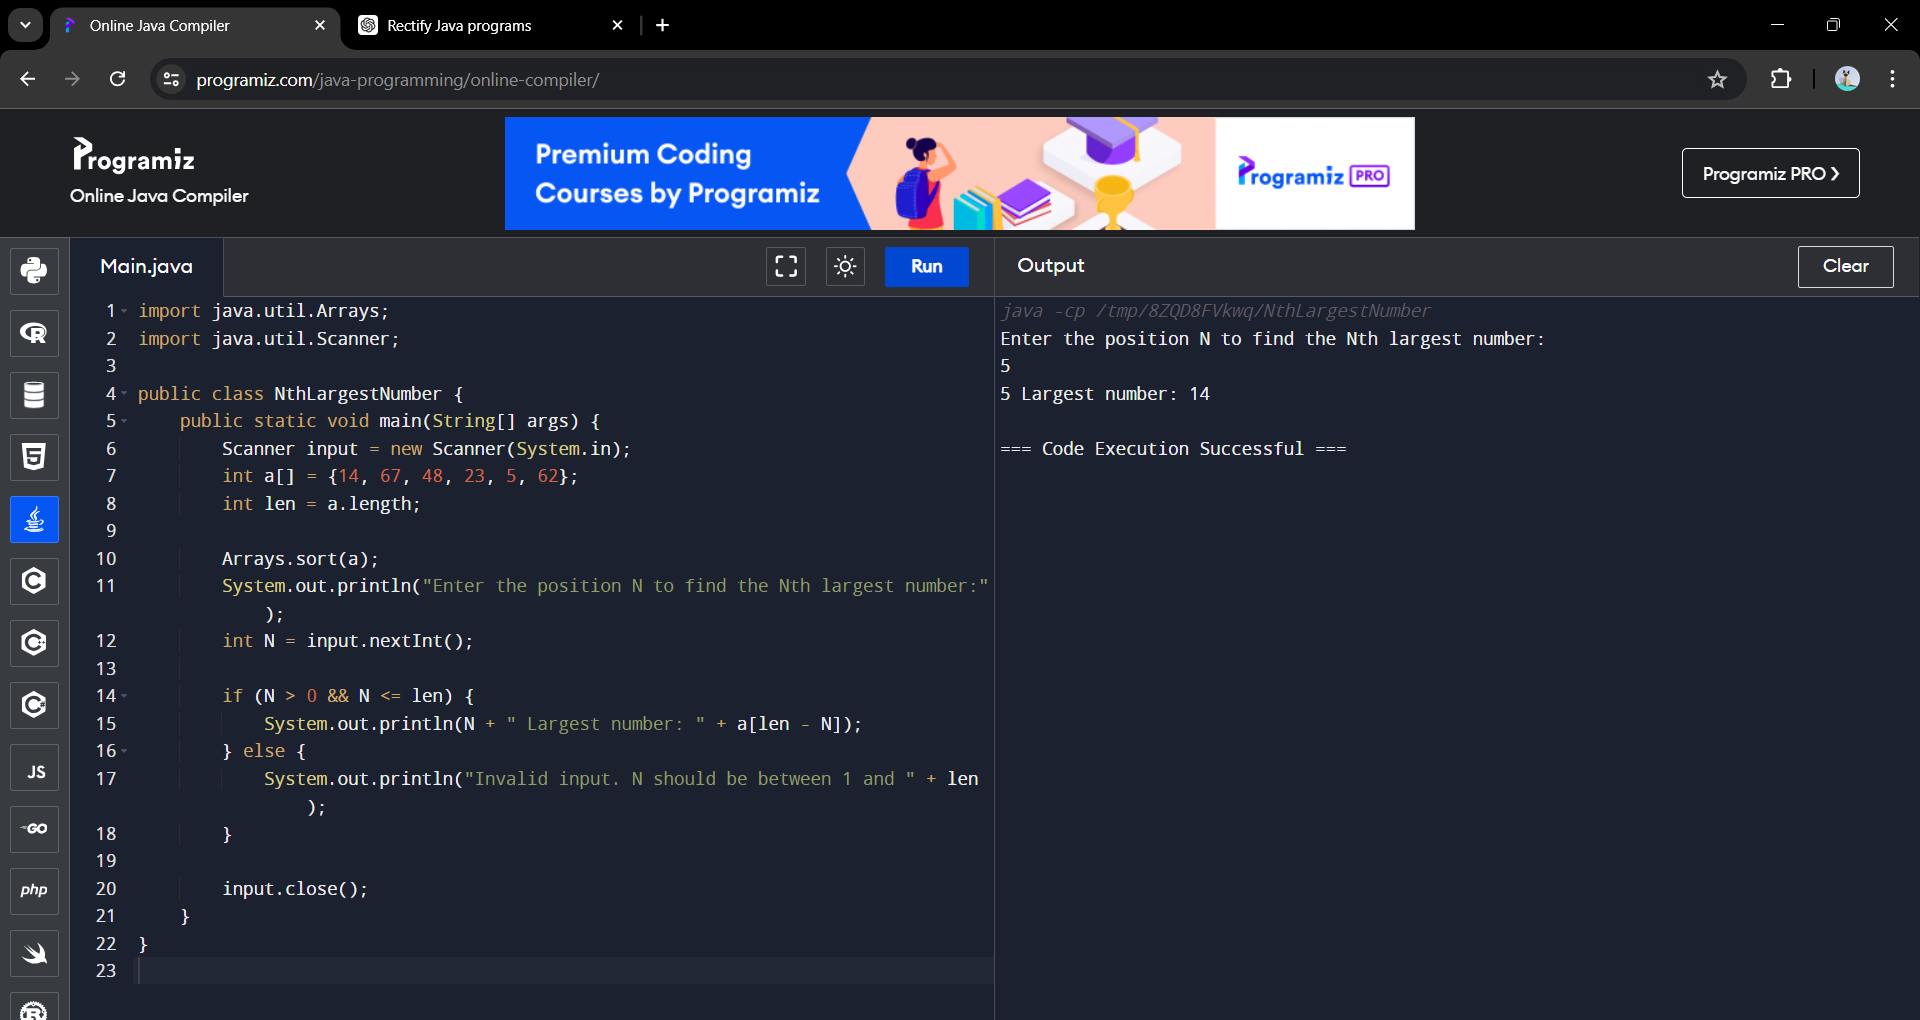 Online Java Compiler
Rectify Java programs
programiz.com/java-programming/online-compiler/
Programiz
Online Java Compiler
Premium Coding
Courses by Programiz
Programiz PRO
Programiz PRO ❯
Main.java
Run
Output
Clear
1 import java.util.Arrays;
2 import java.util.Scanner;
3
4 public class NthLargestNumber {
5     public static void main(String[] args) {
6         Scanner input = new Scanner(System.in);
7         int a[] = {14, 67, 48, 23, 5, 62};
8         int len = a.length;
9
10         Arrays.sort(a);
11         System.out.println("Enter the position N to find the Nth largest number:"
);
12         int N = input.nextInt();
13
14         if (N > 0 && N <= len) {
15             System.out.println(N + " Largest number: " + a[len - N]);
16         } else {
17             System.out.println("Invalid input. N should be between 1 and " + len
);
18         }
19
20         input.close();
21     }
22 }
23
java -cp /tmp/8ZQD8FVkwq/NthLargestNumber
Enter the position N to find the Nth largest number:
5
5 Largest number: 14
=== Code Execution Successful ===
R
5
C
C++
C#
JS
GO
php
R